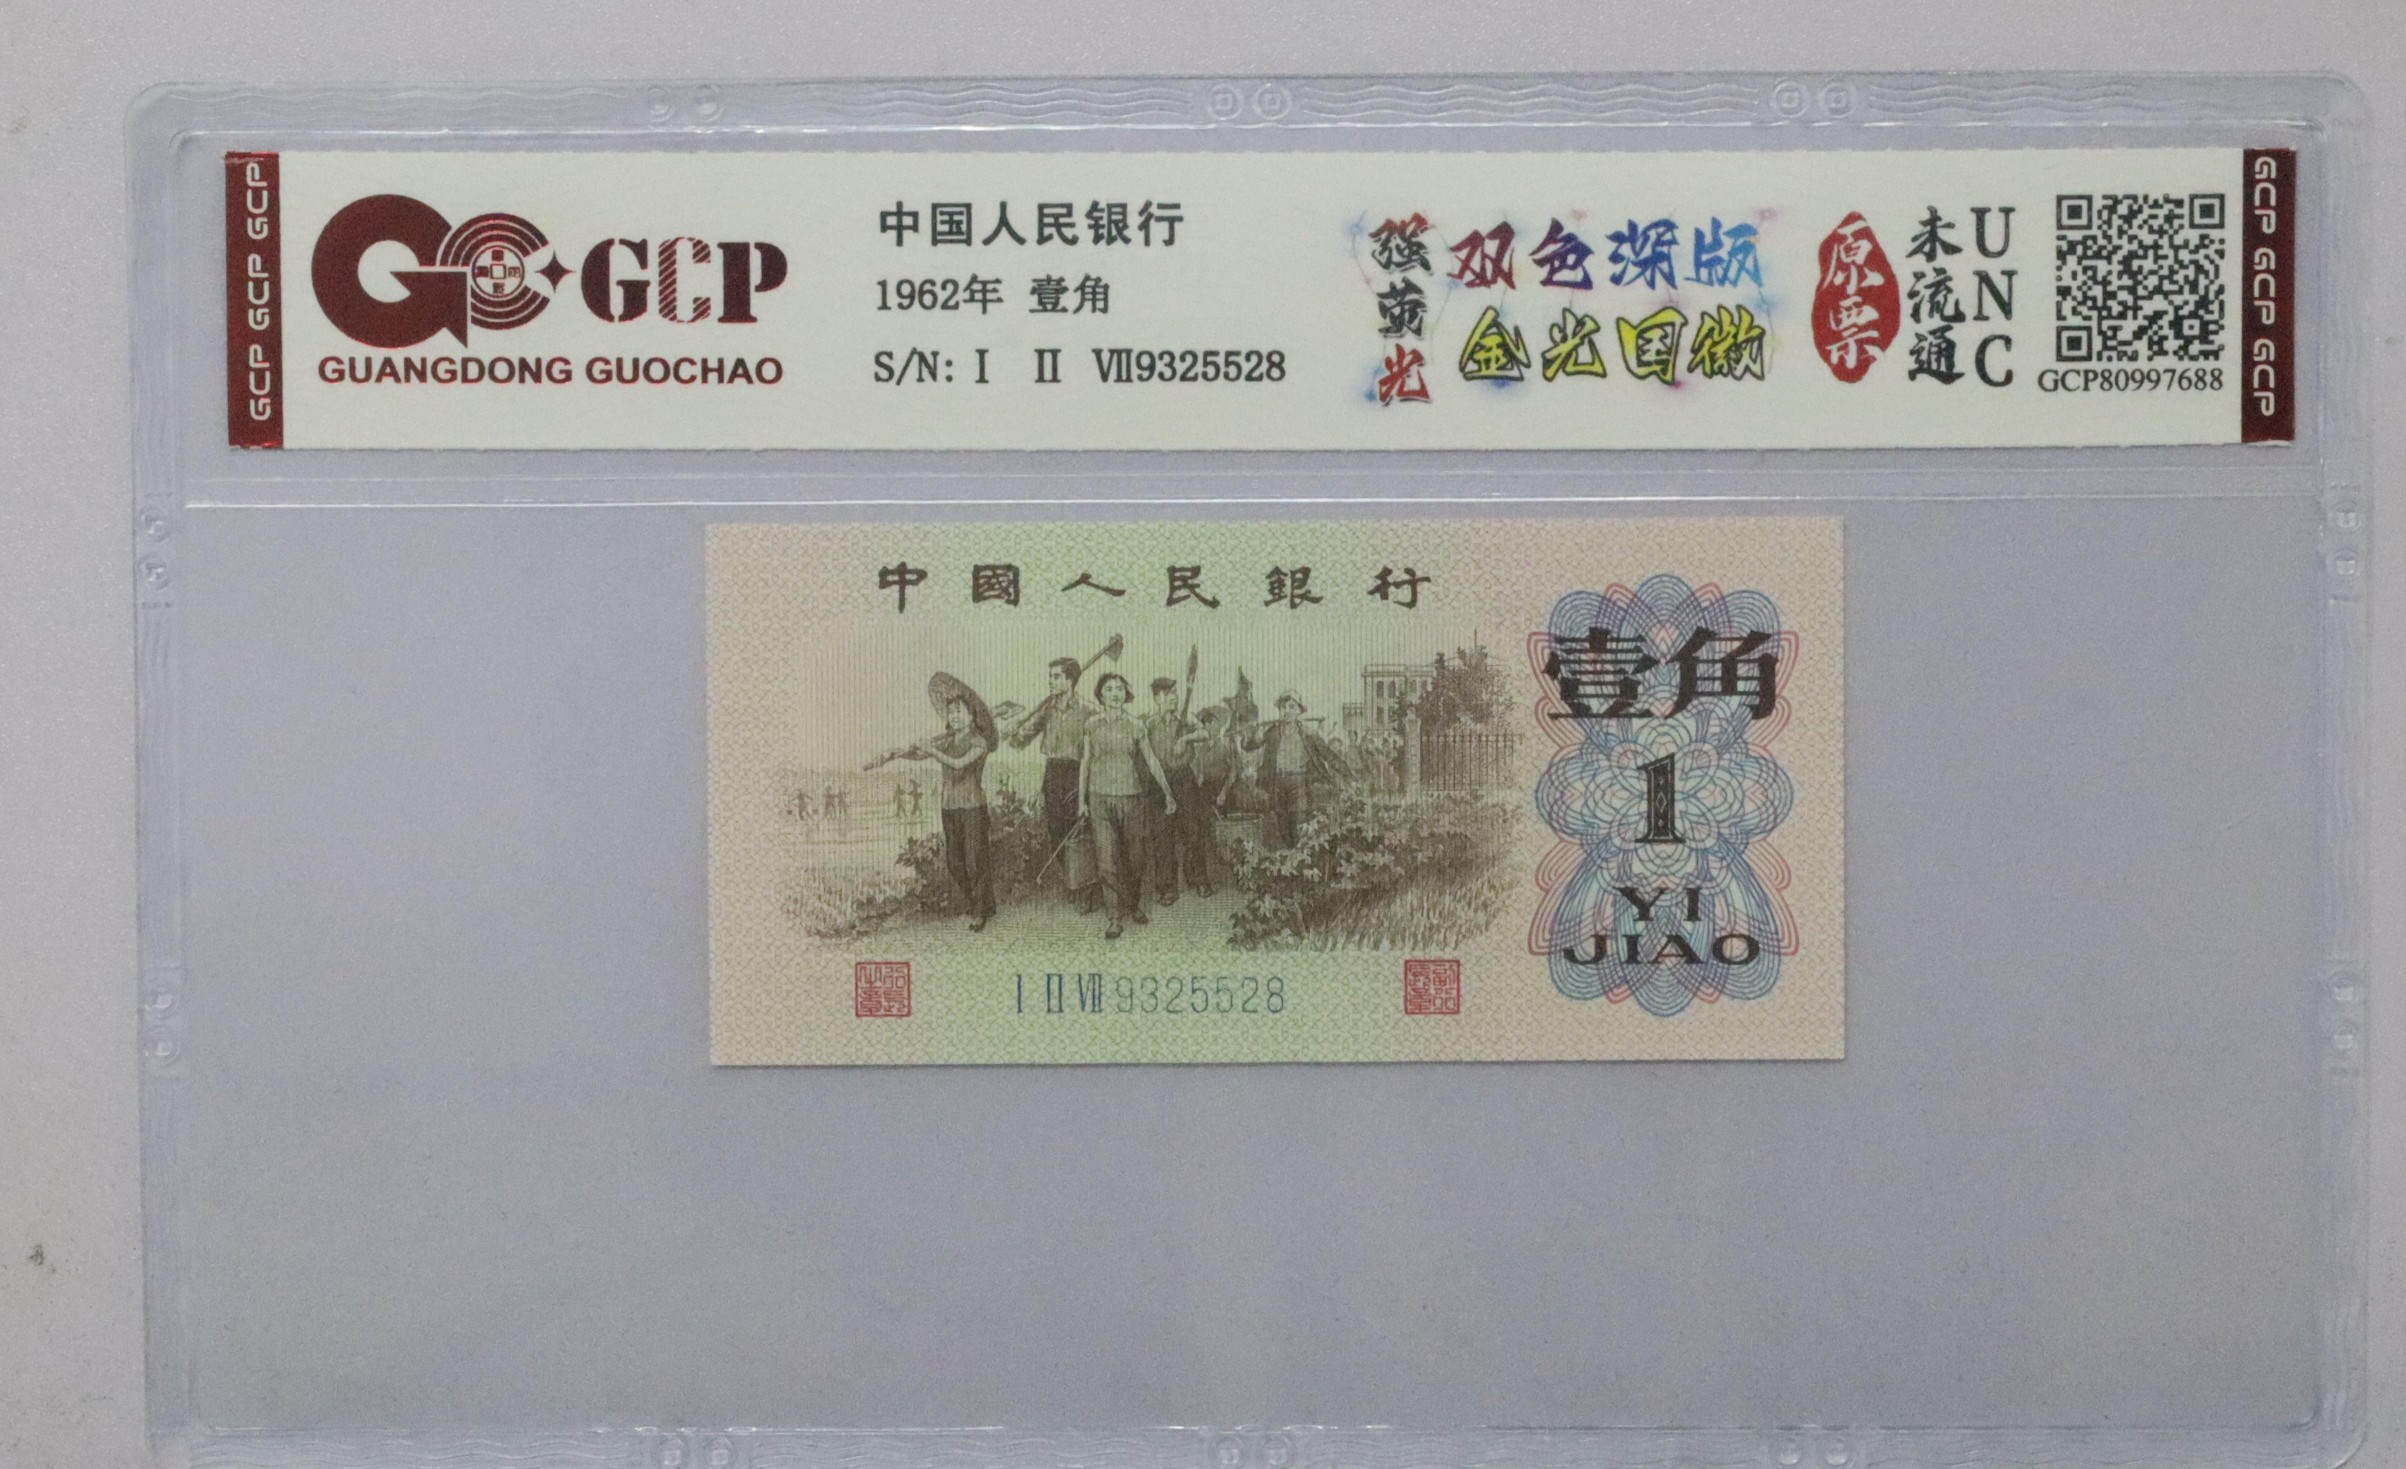 GCP GCP GCP
GCP
GUANGDONG GUOCHAO
中国人民银行
1962年 壹角
S/N: I II VII9325528
强荧光
双色深版
金光国徽
原票
未流通
UNC
GCP80997688
GCP GCP GCP
中國人民銀行
壹角
1
YI
JIAO
I II VII 9325528